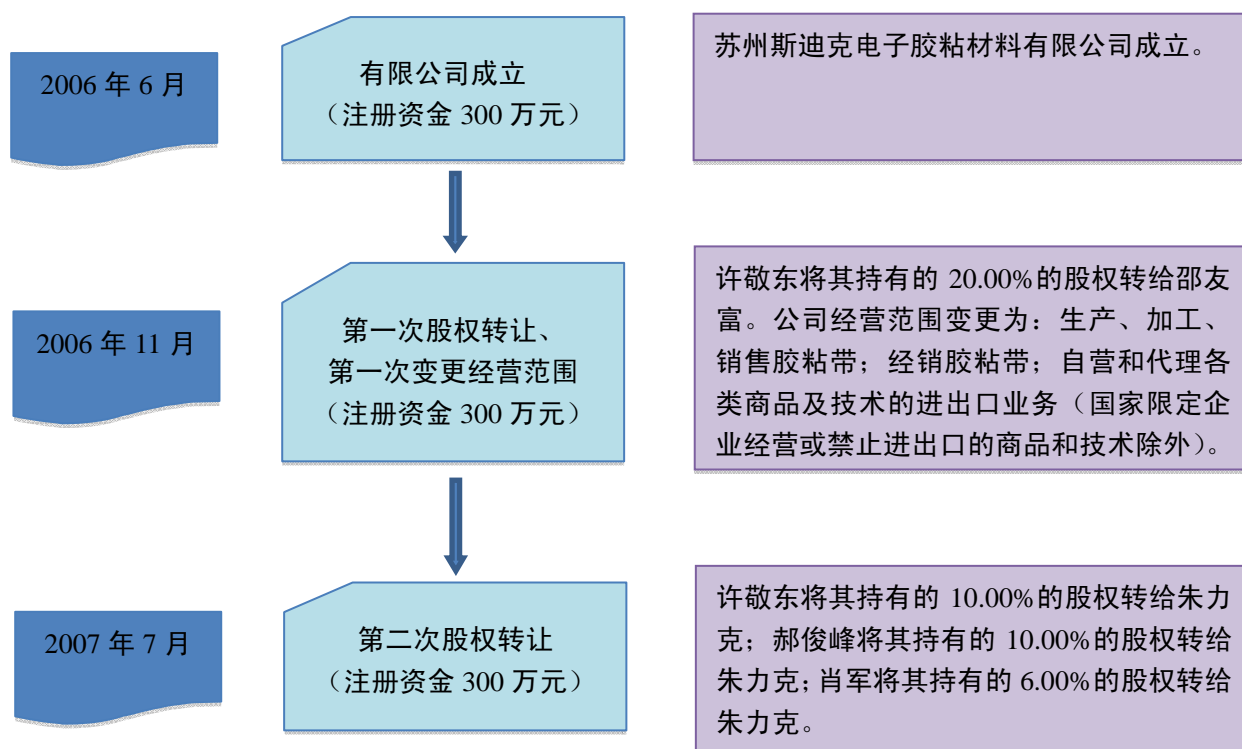 2006 年 6 月
有限公司成立
（注册资金 300 万元）
苏州斯迪克电子胶粘材料有限公司成立。
2006 年 11 月
第一次股权转让、
第一次变更经营范围
（注册资金 300 万元）
许敬东将其持有的 20.00%的股权转给邵友
富。公司经营范围变更为：生产、加工、
销售胶粘带；经销胶粘带；自营和代理各
类商品及技术的进出口业务（国家限定企
业经营或禁止进出口的商品和技术除外）。
2007 年 7 月
第二次股权转让
（注册资金 300 万元）
许敬东将其持有的 10.00%的股权转给朱力
克；郝俊峰将其持有的 10.00%的股权转给
朱力克；肖军将其持有的 6.00%的股权转给
朱力克。